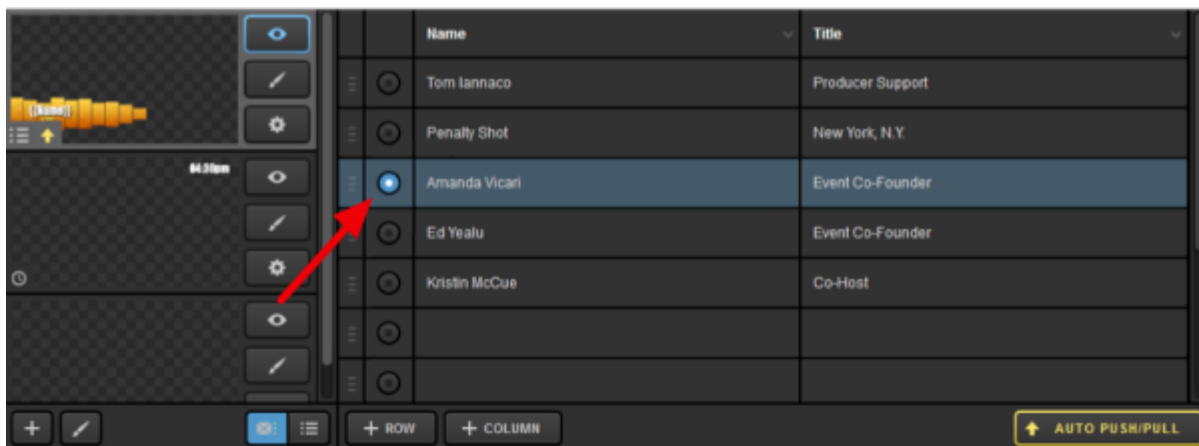 Name Title
Tom Iannaco Producer Support
{{Name}}
Penalty Shot New York, N.Y.
04:20pm
Amanda Vicari Event Co-Founder
Ed Yealu Event Co-Founder
Kristin McCue Co-Host
+ ROW + COLUMN AUTO PUSH/PULL